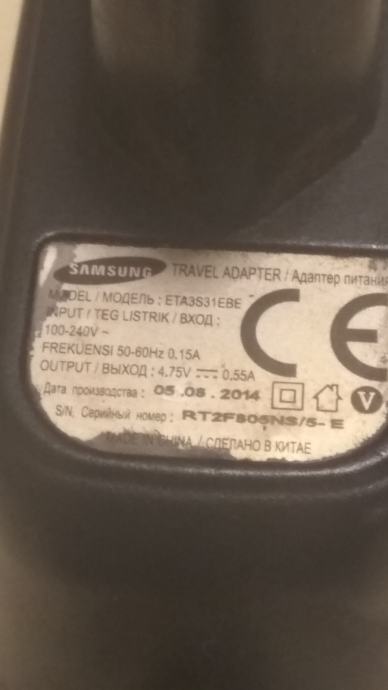 SAMSUNG TRAVEL ADAPTER / Адаптер питания
MODEL / МОДЕЛЬ : ETA3S31EBE
INPUT / TEG LISTRIK / ВХОД :
100-240V ~
FREKUENSI 50-60Hz 0.15A
OUTPUT / ВЫХОД : 4.75V 0.55A
Дата производства : 05 .08. 2014
S/N. Серийный номер : RT2F805NS/5-E
MADE IN CHINA / СДЕЛАНО В КИТАЕ
CE
V